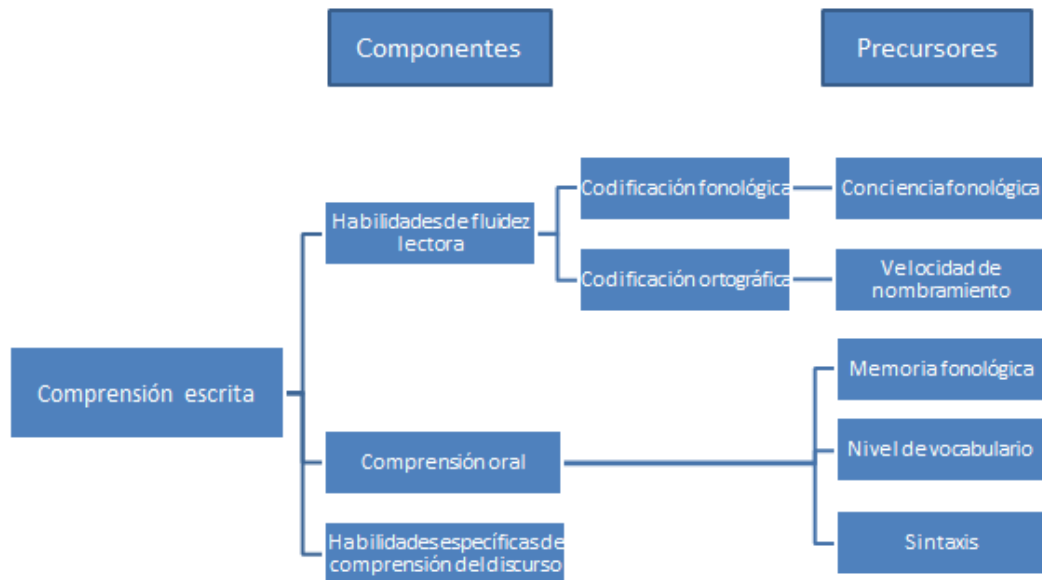 Componentes
Precursores
Codificación fonológica
Conciencia fonológica
Habilidades de fluidez
lectora
Codificación ortográfica
Velocidad de
nombramiento
Comprensión escrita
Memoria fonológica
Comprensión oral
Nivel de vocabulario
Habilidades específicas de
comprensión del discurso
Sintaxis